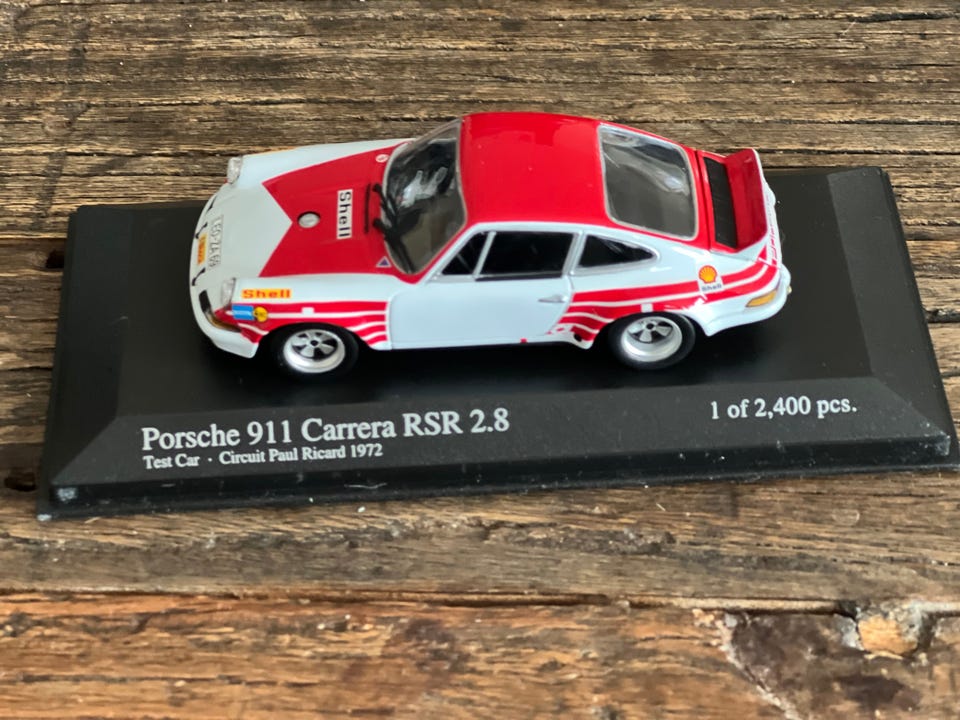 Shell
Shell
Shell
Porsche 911 Carrera RSR 2.8
1 of 2,400 pcs.
Test Car · Circuit Paul Ricard 1972